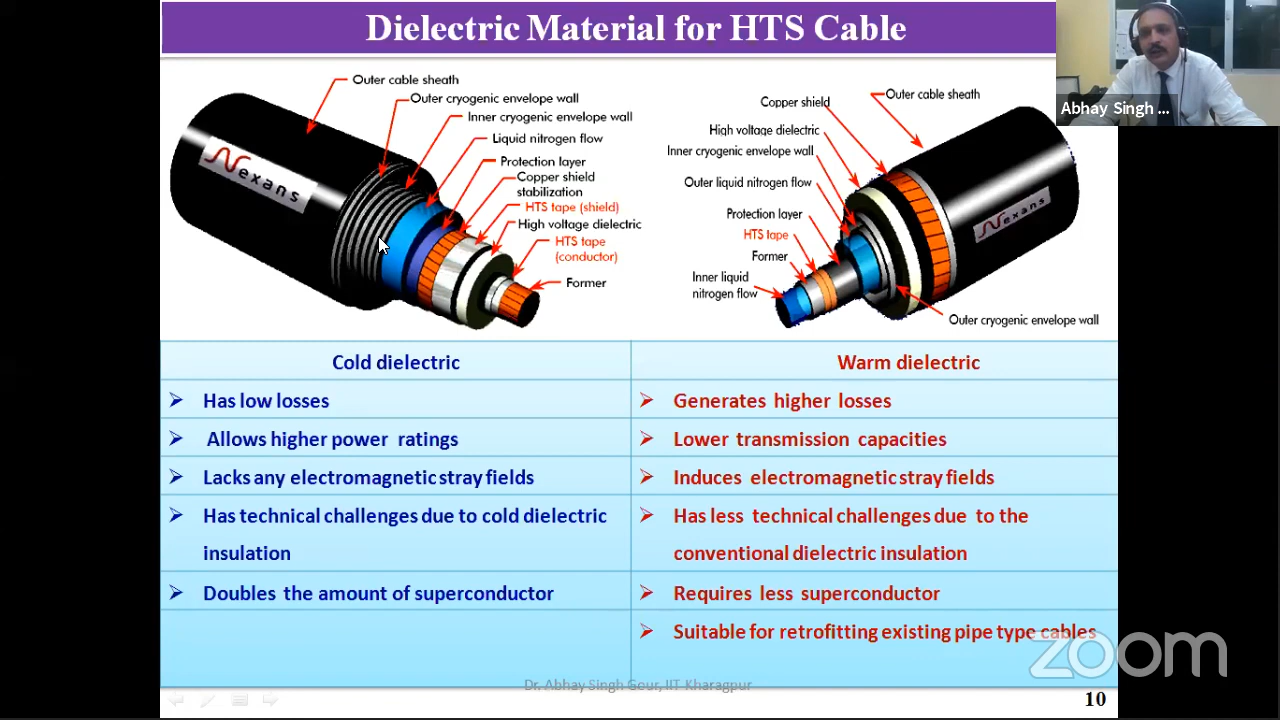 Dielectric Material for HTS Cable
Abhay Singh ...
Outer cable sheath
Outer cryogenic envelope wall
Inner cryogenic envelope wall
Liquid nitrogen flow
Protection layer
Copper shield
stabilization
HTS tape (shield)
High voltage dielectric
HTS tape
(conductor)
Former
Nexans
Copper shield
Outer cable sheath
High voltage dielectric
Inner cryogenic envelope wall
Outer liquid nitrogen flow
Protection layer
HTS tape
Former
Inner liquid
nitrogen flow
Outer cryogenic envelope wall
Nexans
Cold dielectric
Has low losses
Allows higher power ratings
Lacks any electromagnetic stray fields
Has technical challenges due to cold dielectric
insulation
Doubles the amount of superconductor
Warm dielectric
Generates higher losses
Lower transmission capacities
Induces electromagnetic stray fields
Has less technical challenges due to the
conventional dielectric insulation
Requires less superconductor
Suitable for retrofitting existing pipe type cables
zoom
Dr. Abhay Singh Gour, IIT Kharagpur
10